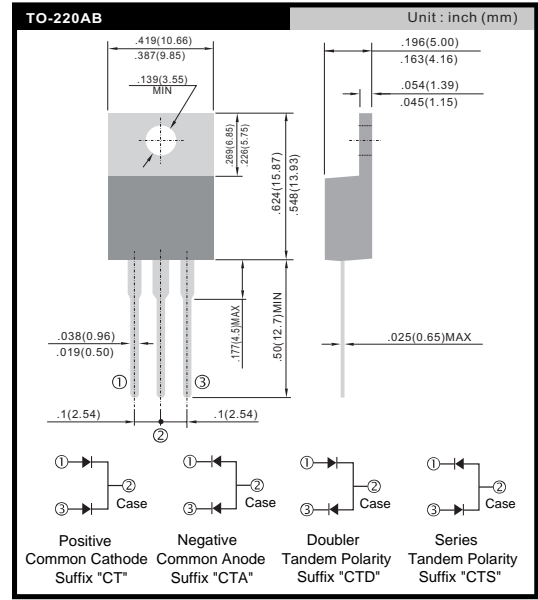 TO-220AB Unit : inch (mm)
.419(10.66)
.387(9.85)
.139(3.55)
MIN
.196(5.00)
.163(4.16)
.054(1.39)
.045(1.15)
.269(6.85)
.226(5.75)
.624(15.87)
.548(13.93)
.038(0.96)
.019(0.50)
.177(4.5)MAX
.50(12.7)MIN
.025(0.65)MAX
① ③
.1(2.54) .1(2.54)
②
① ① ① ①
② ② ② ②
Case Case Case Case
③ ③ ③ ③
Positive Negative Doubler Series
Common Cathode Common Anode Tandem Polarity Tandem Polarity
Suffix "CT" Suffix "CTA" Suffix "CTD" Suffix "CTS"